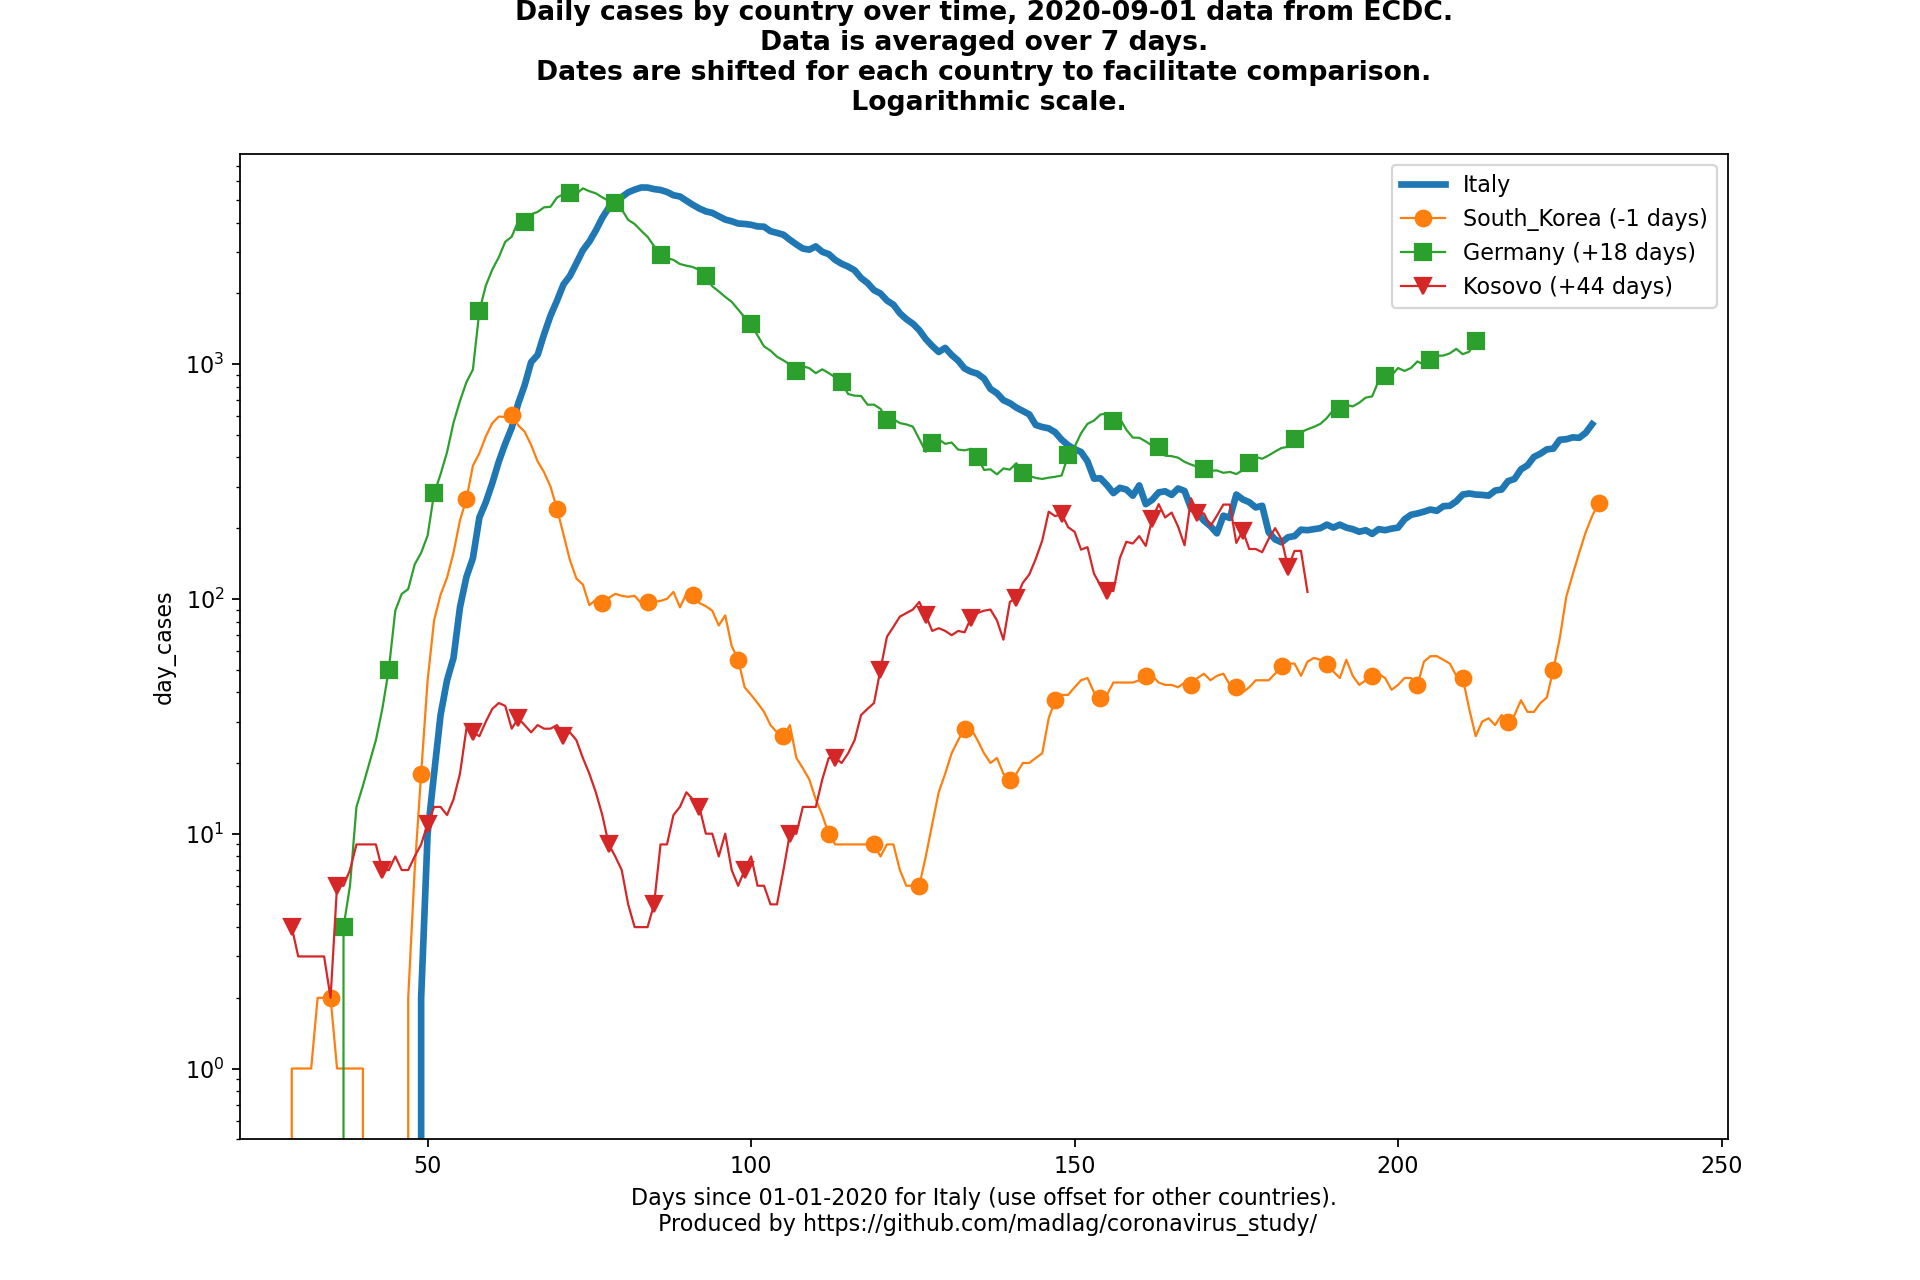 Daily cases by country over time, 2020-09-01 data from ECDC.
Data is averaged over 7 days.
Dates are shifted for each country to facilitate comparison.
Logarithmic scale.
Italy
South_Korea (-1 days)
Germany (+18 days)
Kosovo (+44 days)
day_cases
10³
10²
10¹
10⁰
50 100 150 200 250
Days since 01-01-2020 for Italy (use offset for other countries).
Produced by https://github.com/madlag/coronavirus_study/